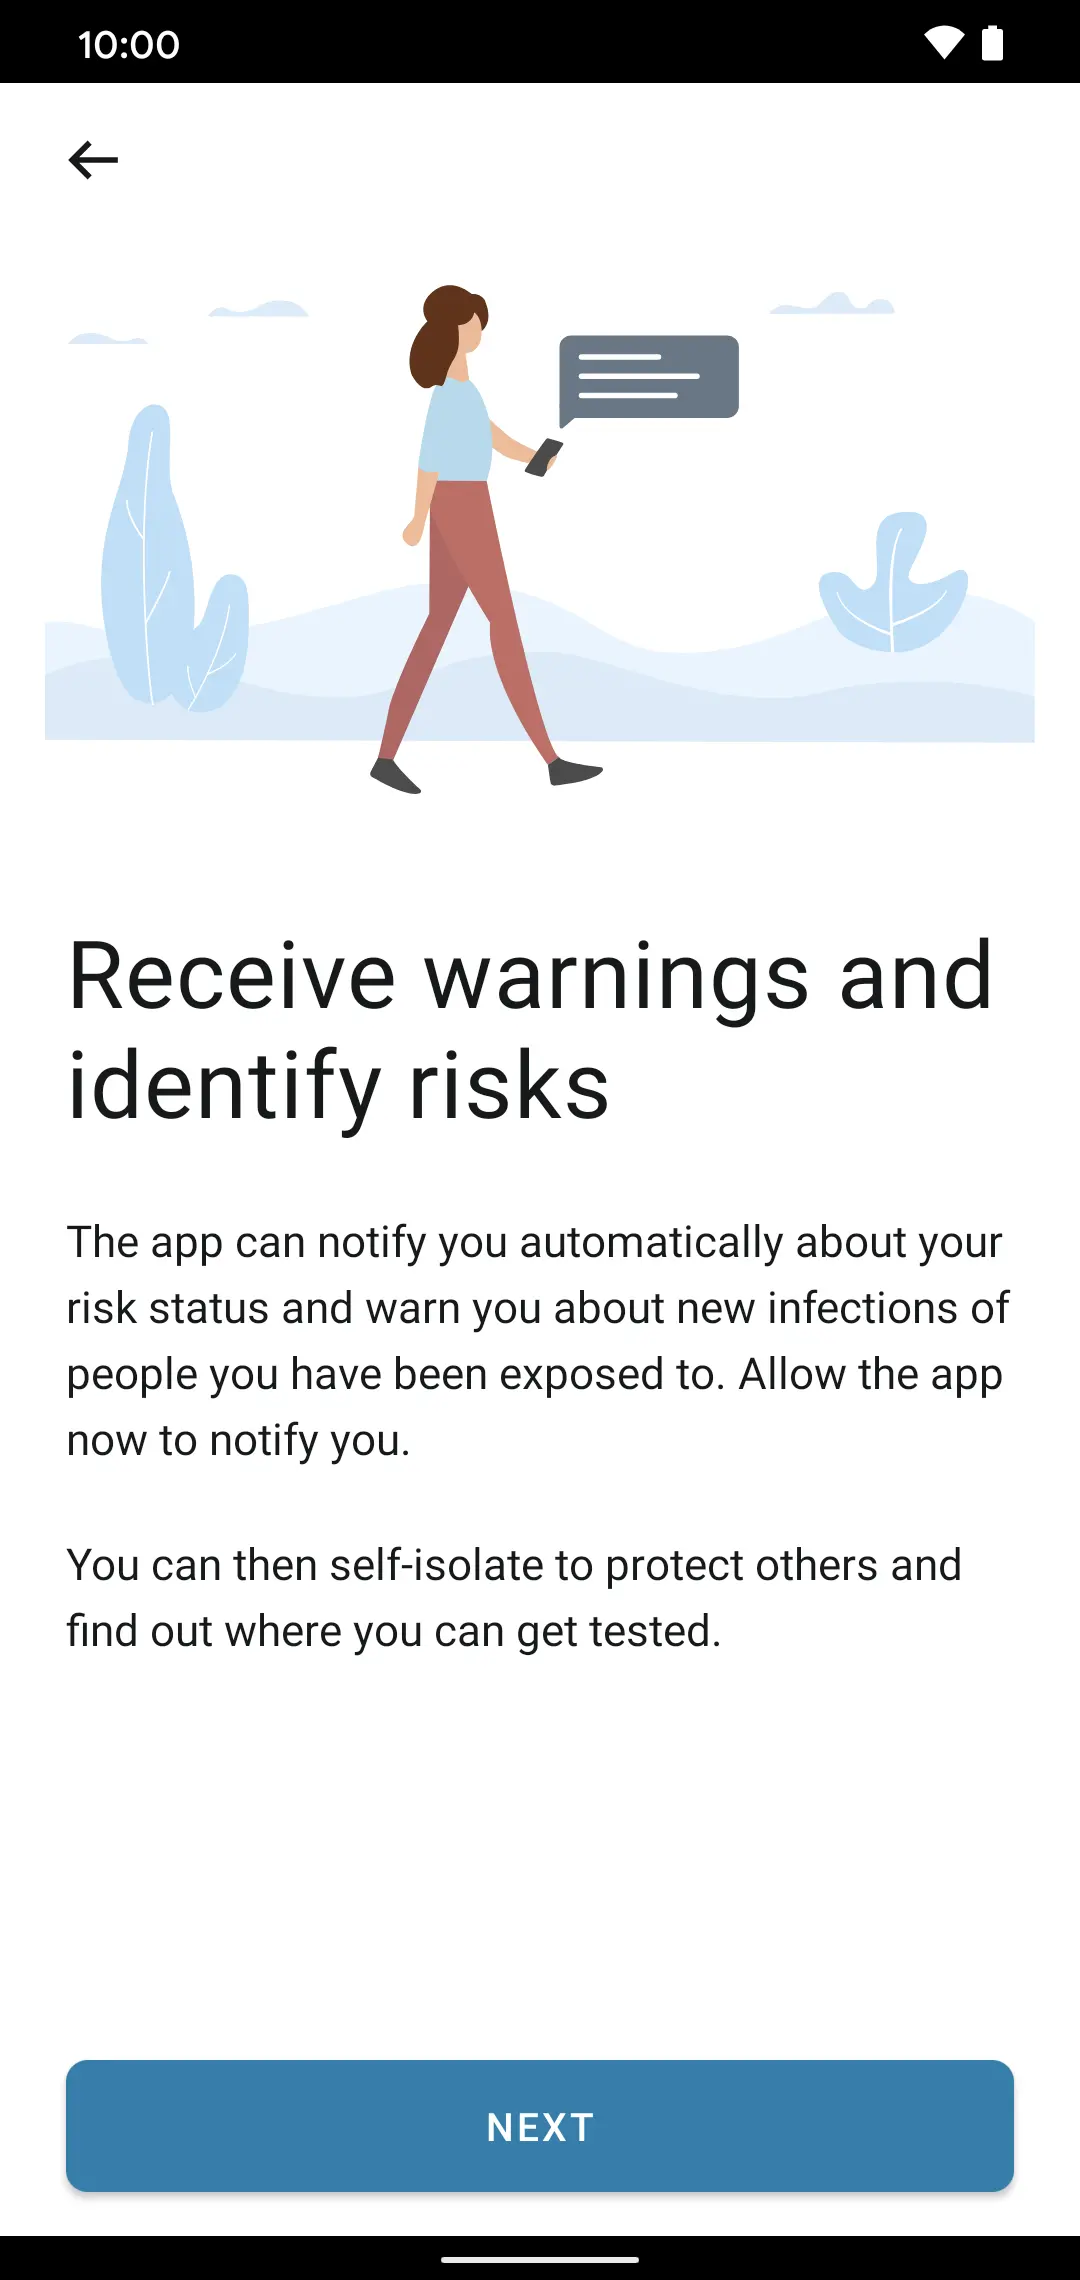 10:00
Receive warnings and
identify risks
The app can notify you automatically about your
risk status and warn you about new infections of
people you have been exposed to. Allow the app
now to notify you.
You can then self-isolate to protect others and
find out where you can get tested.
NEXT